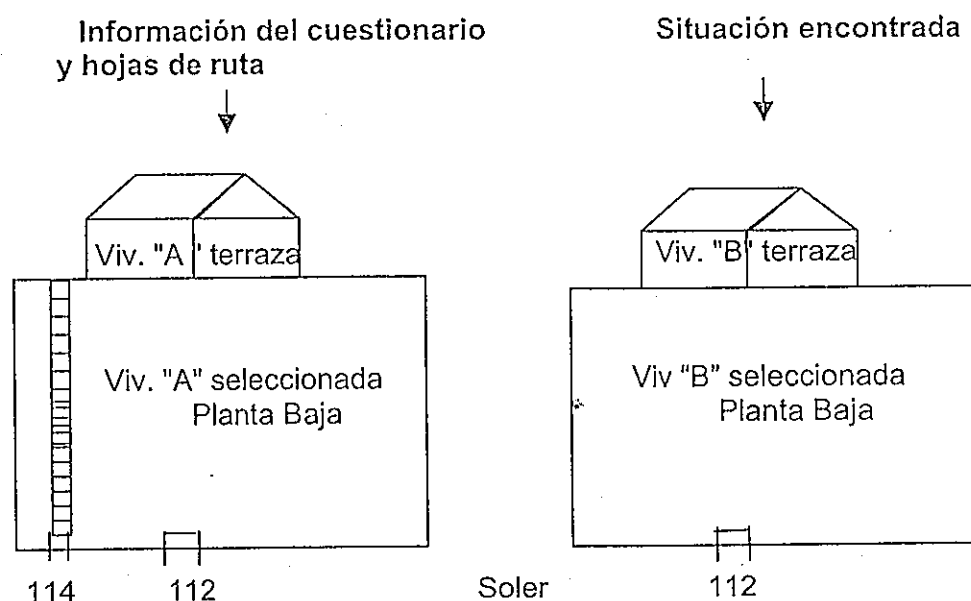 Información del cuestionario
y hojas de ruta
Situación encontrada
Viv. "A" terraza
Viv. "A" seleccionada
Planta Baja
114
112
Soler
Viv. "B" terraza
Viv "B" seleccionada
Planta Baja
112